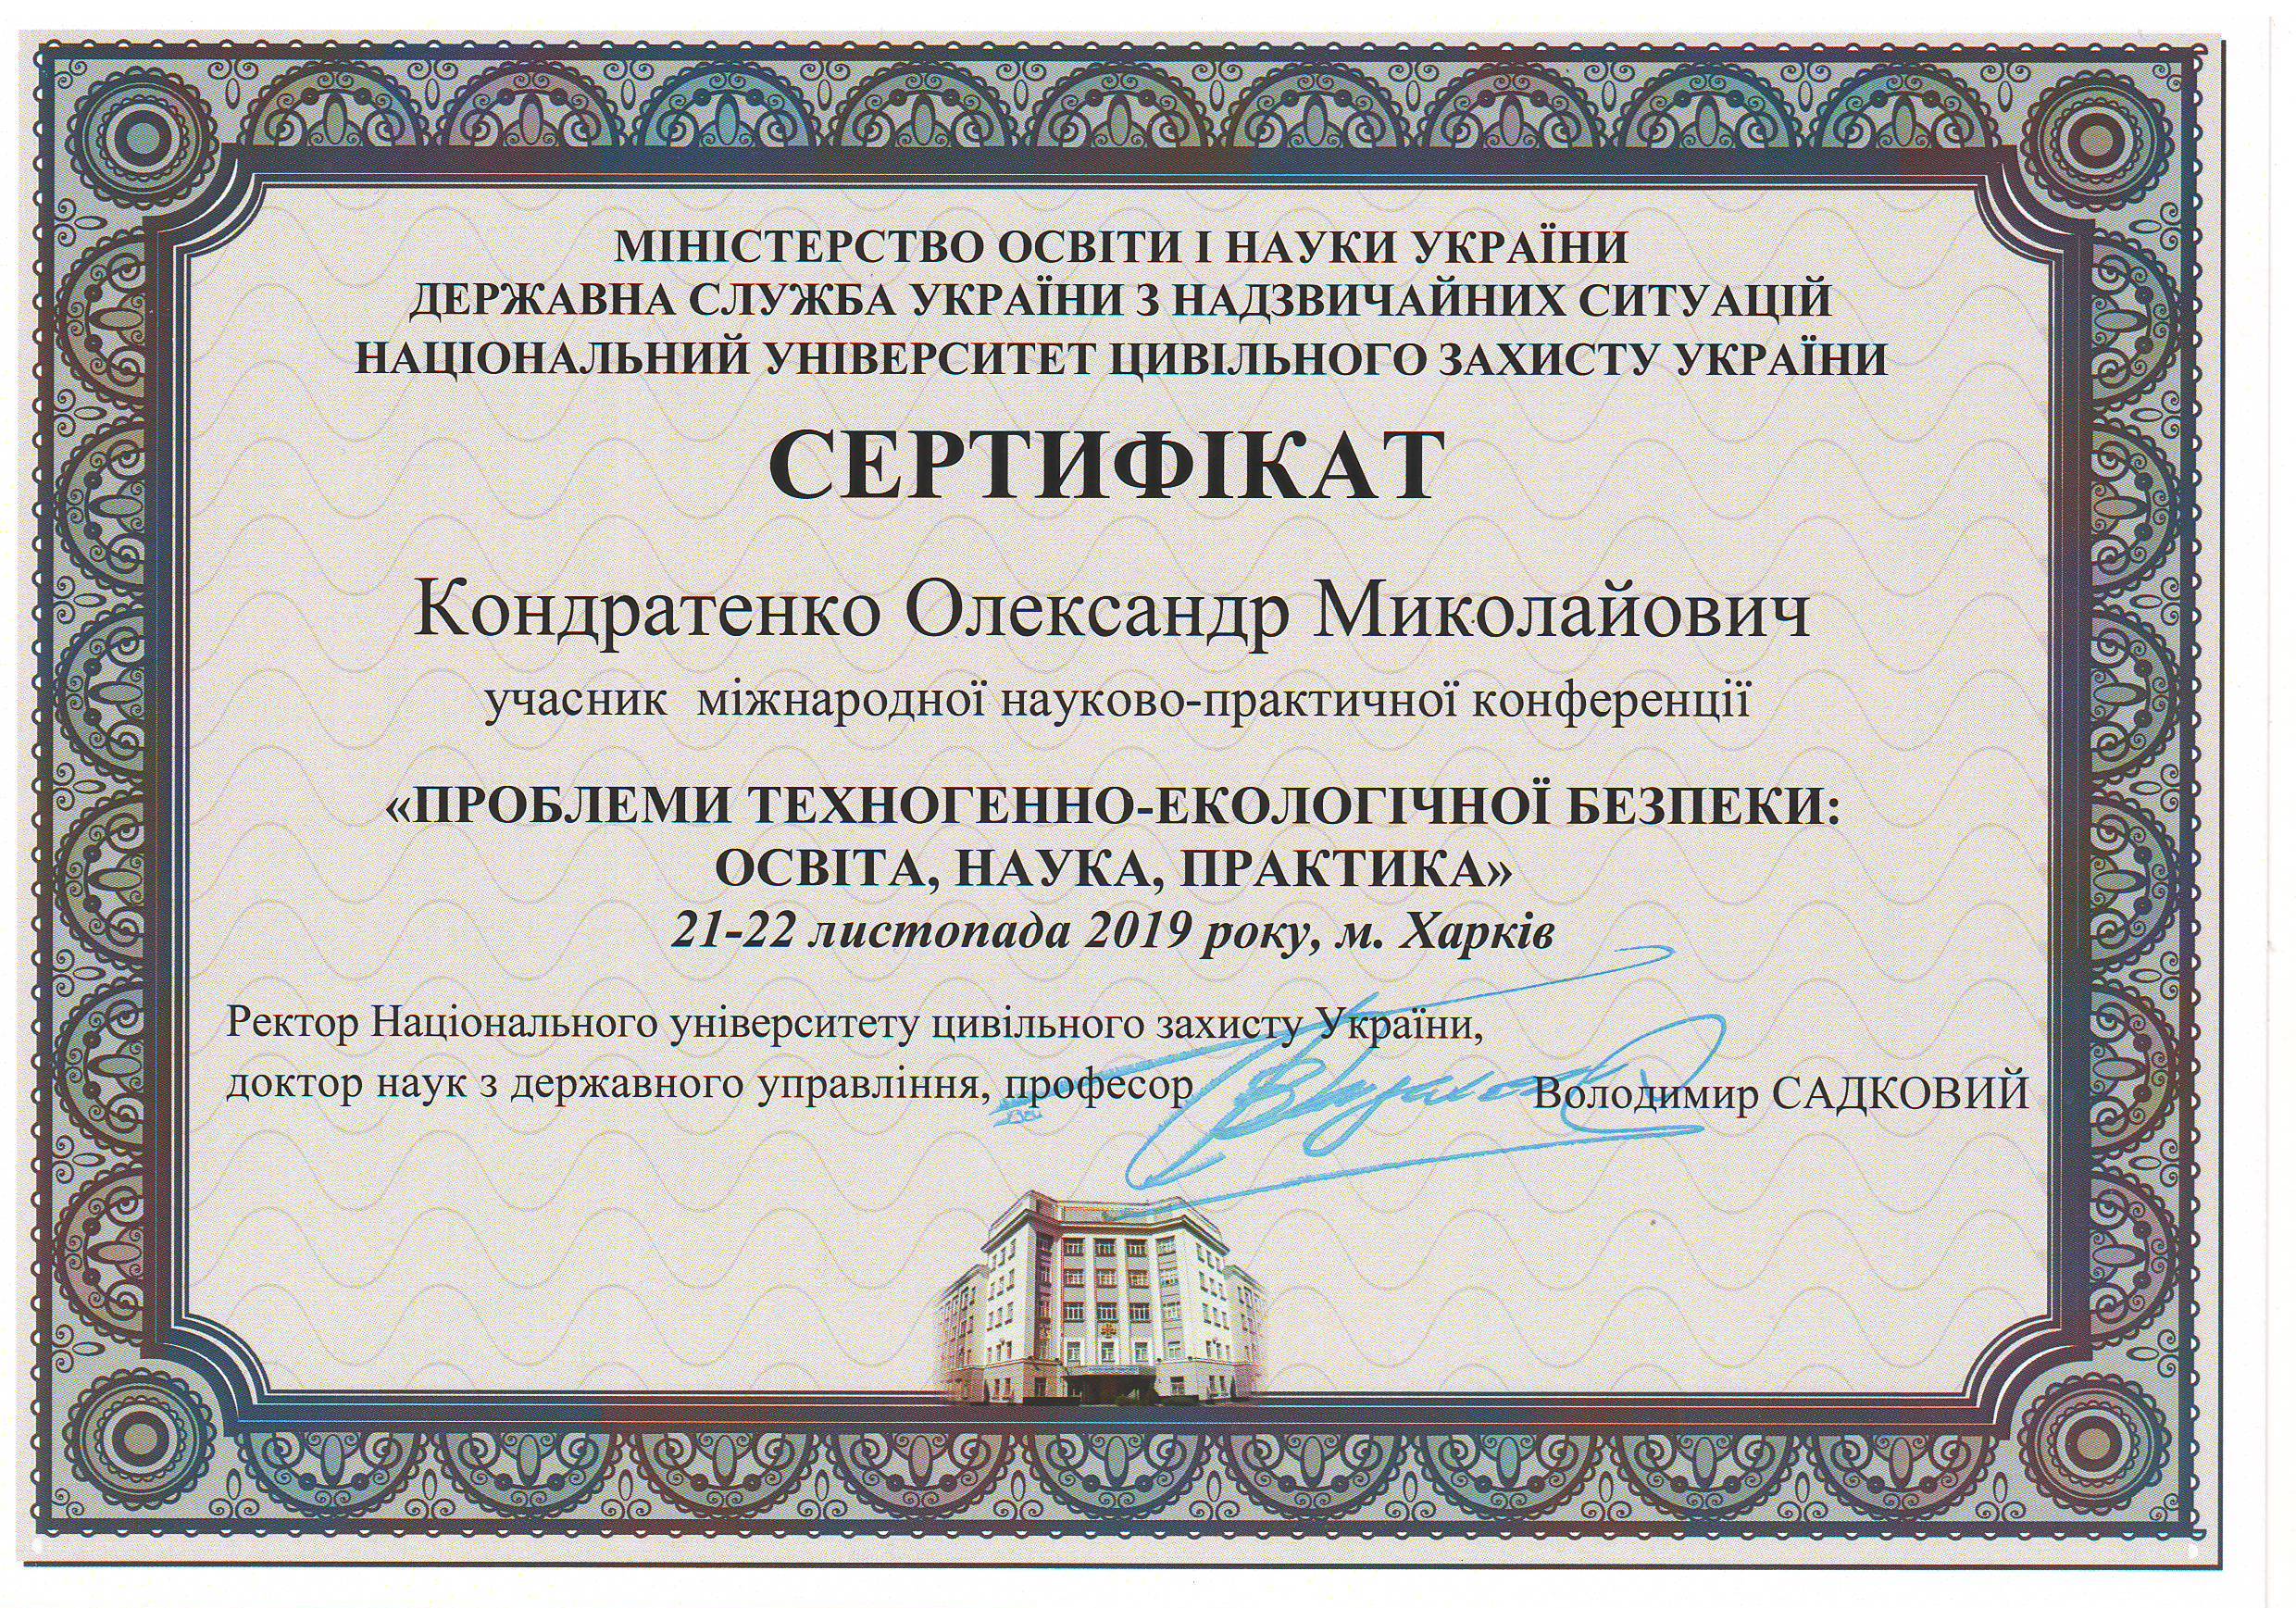 МІНІСТЕРСТВО ОСВІТИ І НАУКИ УКРАЇНИ
ДЕРЖАВНА СЛУЖБА УКРАЇНИ З НАДЗВИЧАЙНИХ СИТУАЦІЙ
НАЦІОНАЛЬНИЙ УНІВЕРСИТЕТ ЦИВІЛЬНОГО ЗАХИСТУ УКРАЇНИ
СЕРТИФІКАТ
Кондратенко Олександр Миколайович
учасник міжнародної науково-практичної конференції
«ПРОБЛЕМИ ТЕХНОГЕННО-ЕКОЛОГІЧНОЇ БЕЗПЕКИ:
ОСВІТА, НАУКА, ПРАКТИКА»
21-22 листопада 2019 року, м. Харків
Ректор Національного університету цивільного захисту України,
доктор наук з державного управління, професор Володимир САДКОВИЙ